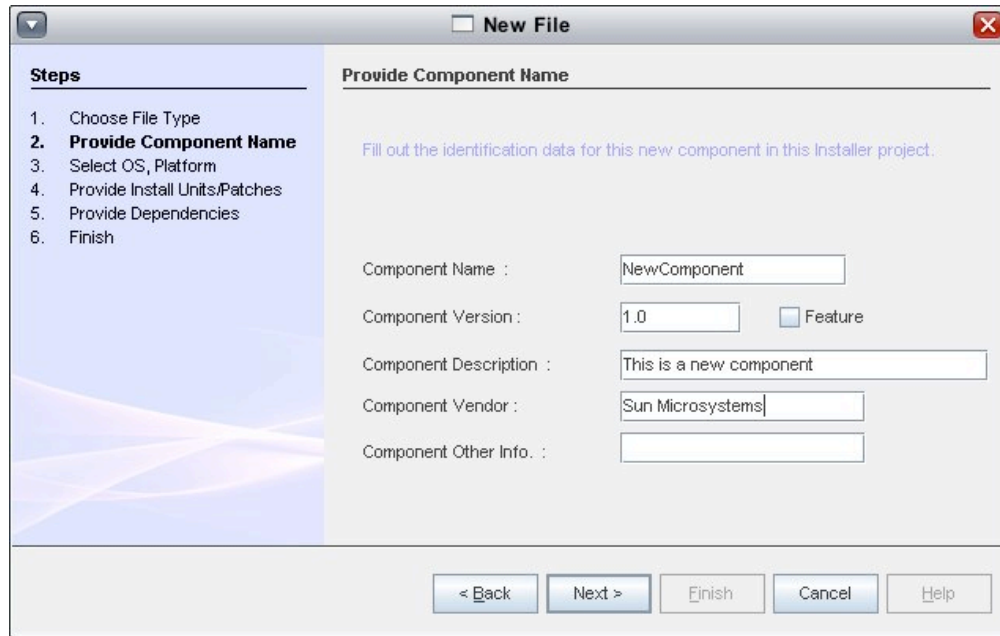 New File
Steps
1. Choose File Type
2. Provide Component Name
3. Select OS, Platform
4. Provide Install Units/Patches
5. Provide Dependencies
6. Finish
Provide Component Name
Fill out the identification data for this new component in this Installer project.
Component Name : NewComponent
Component Version : 1.0 Feature
Component Description : This is a new component
Component Vendor : Sun Microsystems
Component Other Info. :
< Back Next > Finish Cancel Help